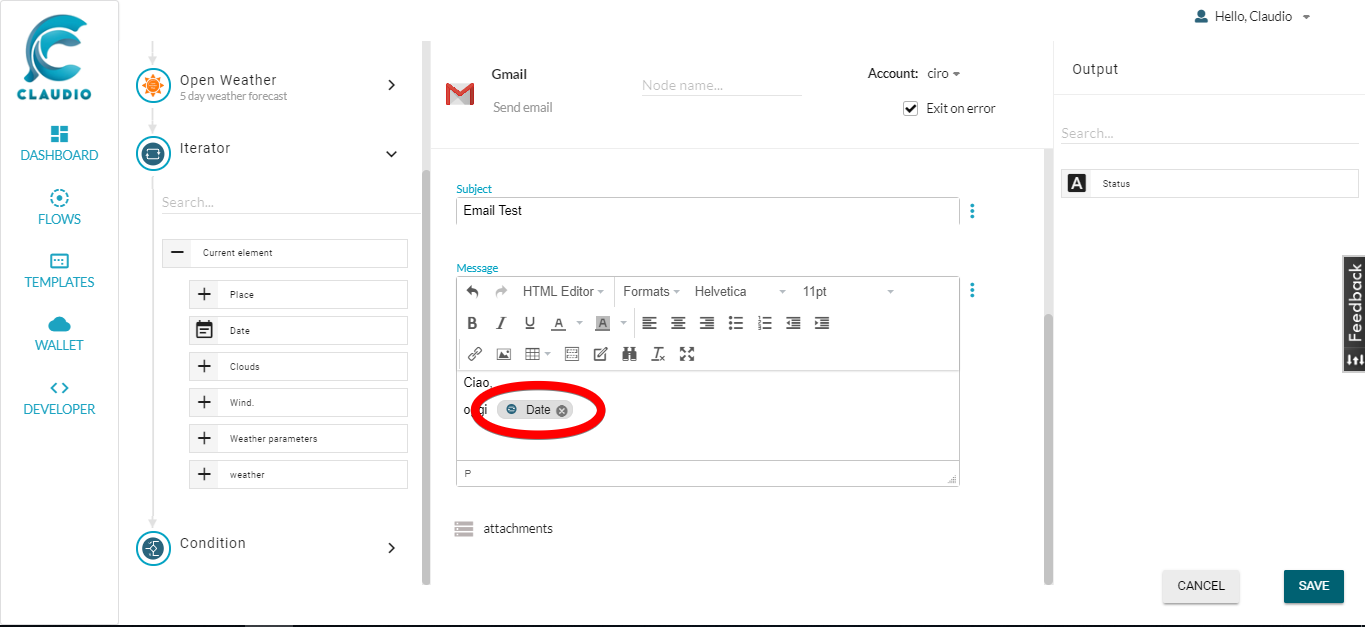 CLAUDIO
DASHBOARD
FLOWS
TEMPLATES
WALLET
DEVELOPER
Hello, Claudio
Open Weather
5 day weather forecast
Iterator
Search...
Current element
Place
Date
Clouds
Wind.
Weather parameters
weather
Condition
Gmail
Send email
Node name...
Account: ciro
Exit on error
Subject
Email Test
Message
HTML Editor Formats Helvetica 11pt
B I U A A
Ciao,
Date
P
attachments
Output
Search...
A Status
Feedback
CANCEL SAVE